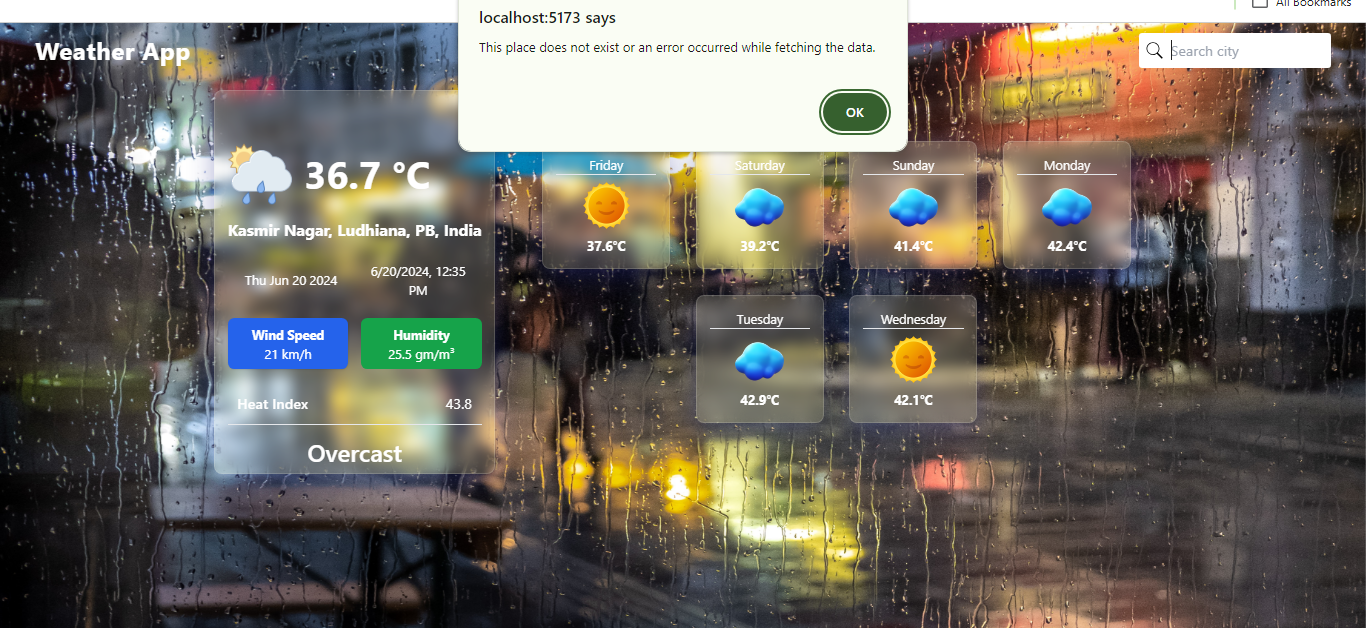 All Bookmarks
localhost:5173 says
This place does not exist or an error occurred while fetching the data.
OK
Weather App
Search city
36.7 °C
Kasmir Nagar, Ludhiana, PB, India
Thu Jun 20 2024
6/20/2024, 12:35
PM
Wind Speed
21 km/h
Humidity
25.5 gm/m³
Heat Index 43.8
Overcast
Friday
37.6°C
Saturday
39.2°C
Sunday
41.4°C
Monday
42.4°C
Tuesday
42.9°C
Wednesday
42.1°C